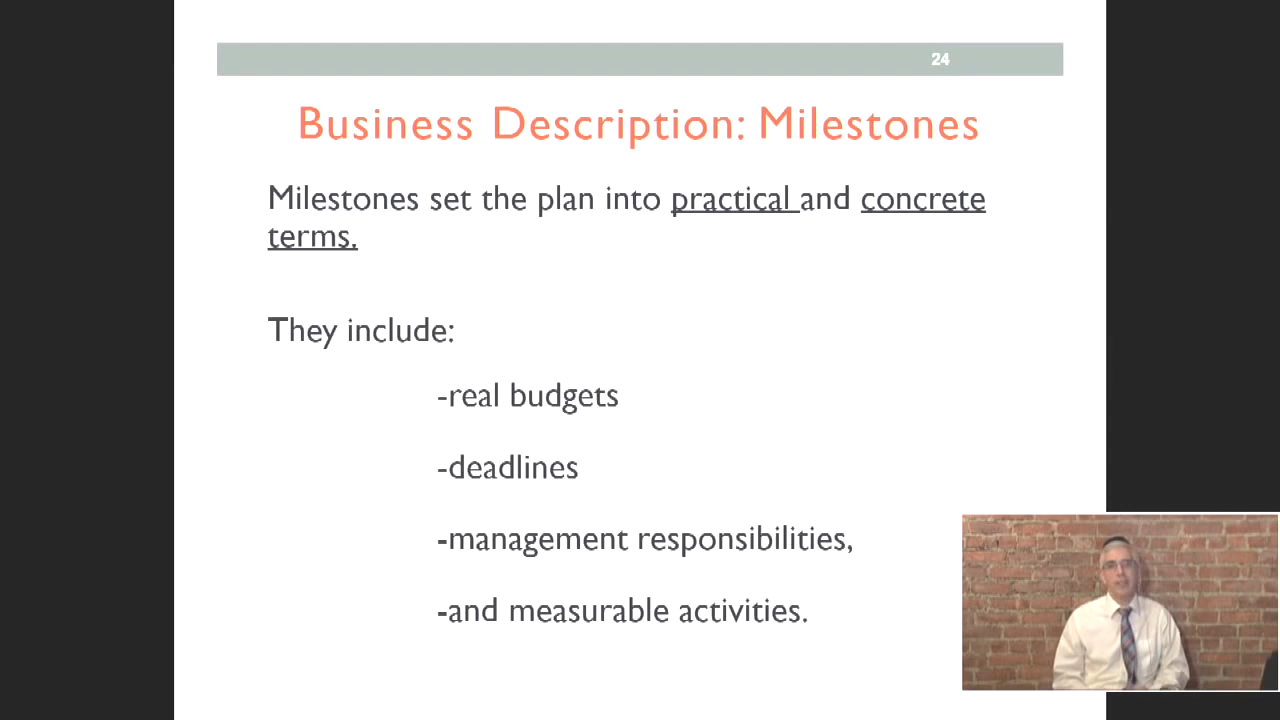 24
Business Description: Milestones
Milestones set the plan into practical and concrete
terms.
They include:
-real budgets
-deadlines
-management responsibilities,
-and measurable activities.